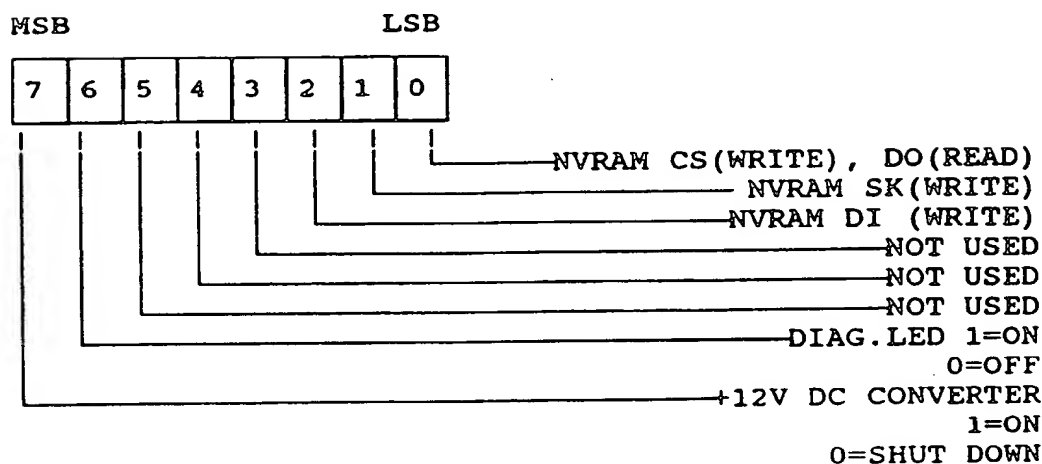 MSB LSB
7 6 5 4 3 2 1 0
NVRAM CS(WRITE), DO(READ)
NVRAM SK(WRITE)
NVRAM DI (WRITE)
NOT USED
NOT USED
NOT USED
DIAG.LED 1=ON
0=OFF
+12V DC CONVERTER
1=ON
0=SHUT DOWN